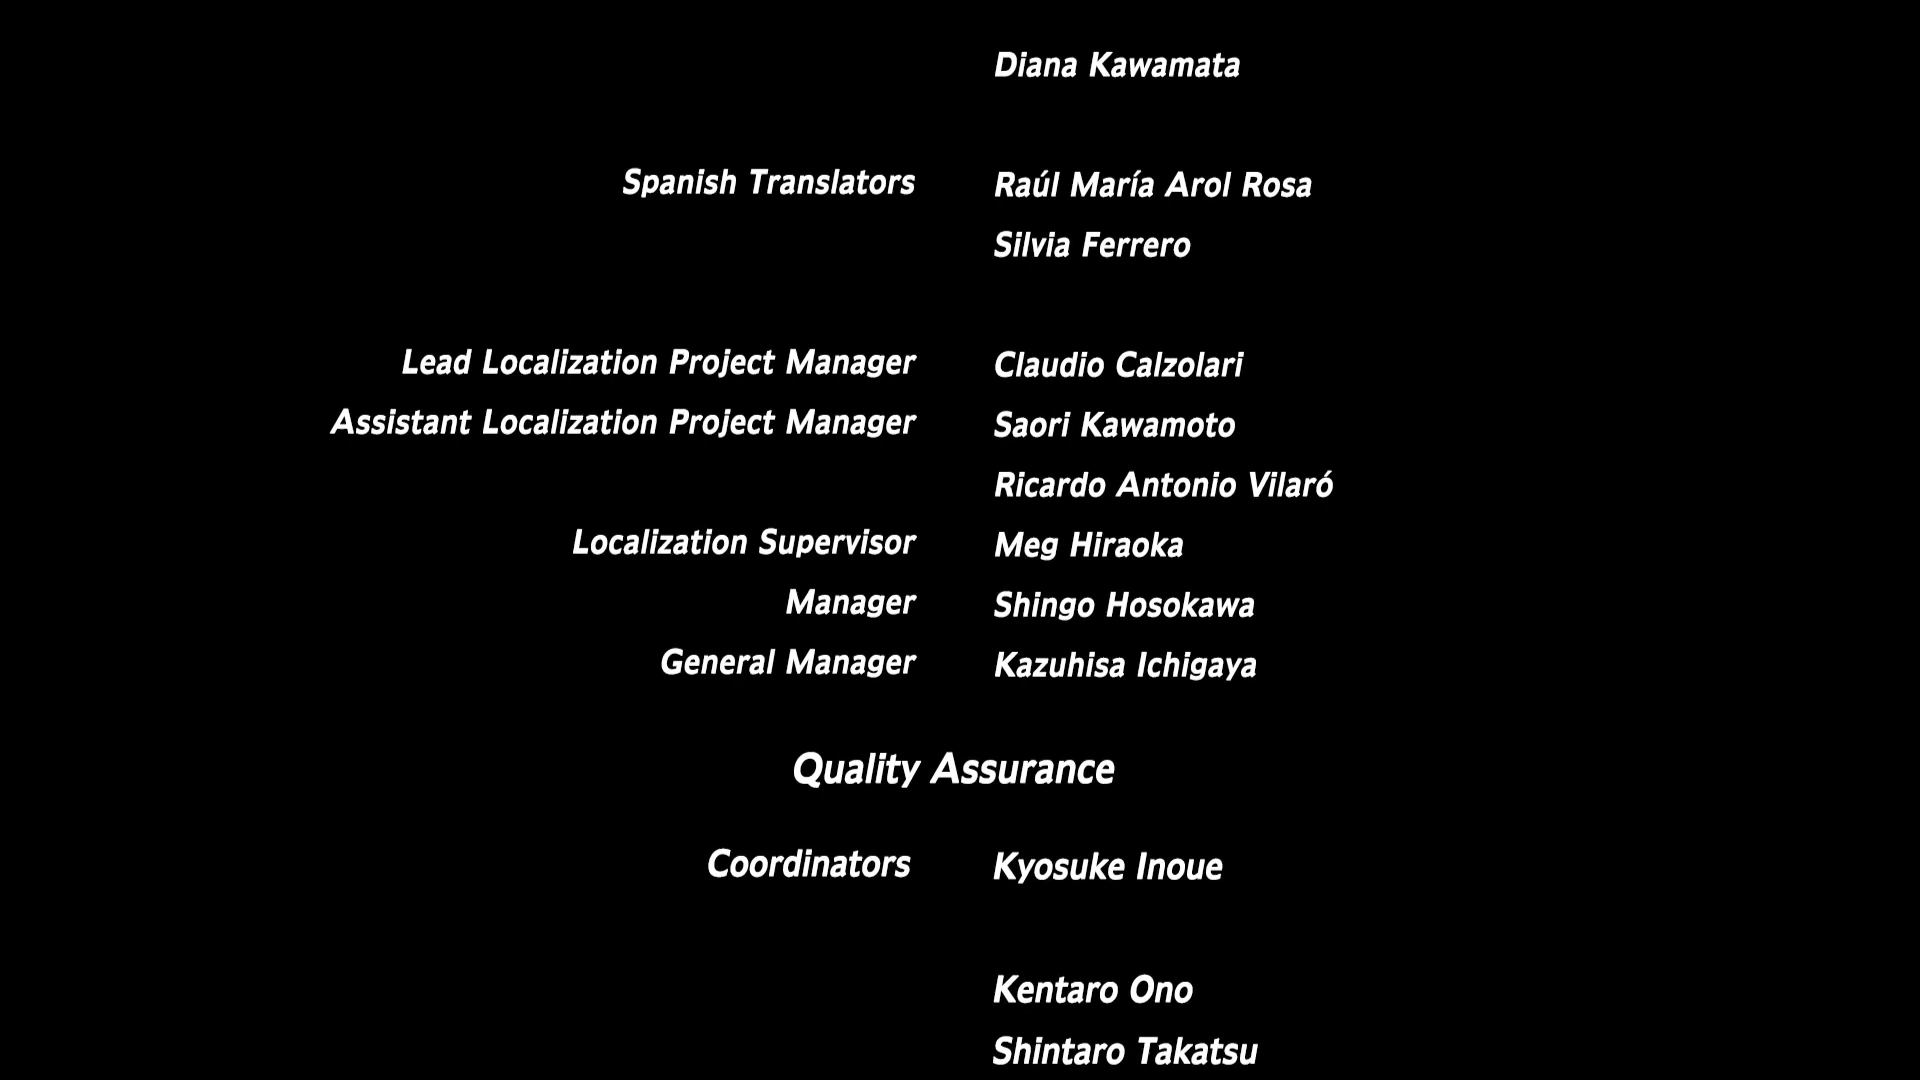 Diana Kawamata
Spanish Translators Raúl María Arol Rosa
Silvia Ferrero
Lead Localization Project Manager Claudio Calzolari
Assistant Localization Project Manager Saori Kawamoto
Ricardo Antonio Vilaró
Localization Supervisor Meg Hiraoka
Manager Shingo Hosokawa
General Manager Kazuhisa Ichigaya
Quality Assurance
Coordinators Kyosuke Inoue
Kentaro Ono
Shintaro Takatsu